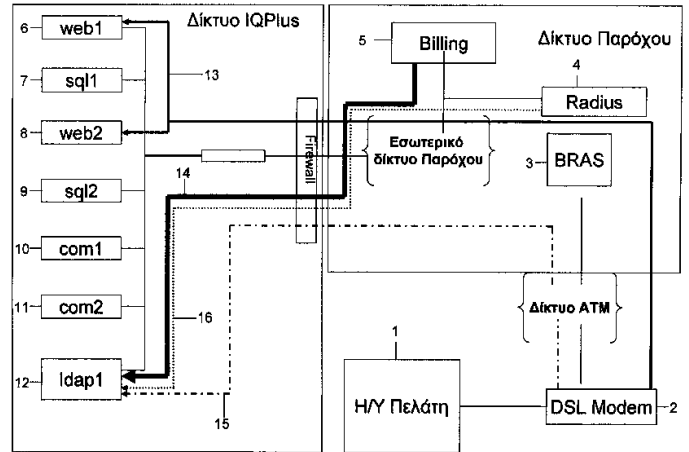 Δίκτυο IQPlus
6 web1
7 sql1
13
8 web2
Firewall
9 sql2
14
10 com1
11 com2
16
12 ldap1
15
Δίκτυο Παρόχου
5 Billing
4
Radius
Εσωτερικό
δίκτυο Παρόχου
3 BRAS
Δίκτυο ATM
1
Η/Υ Πελάτη
DSL Modem 2